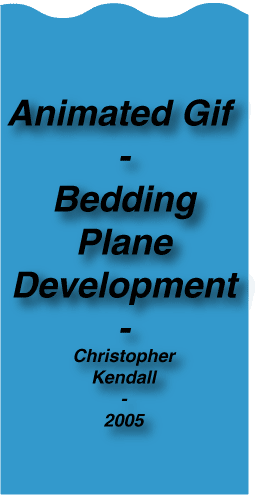 Animated Gif
-
Bedding
Plane
Development
-
Christopher
Kendall
-
2005